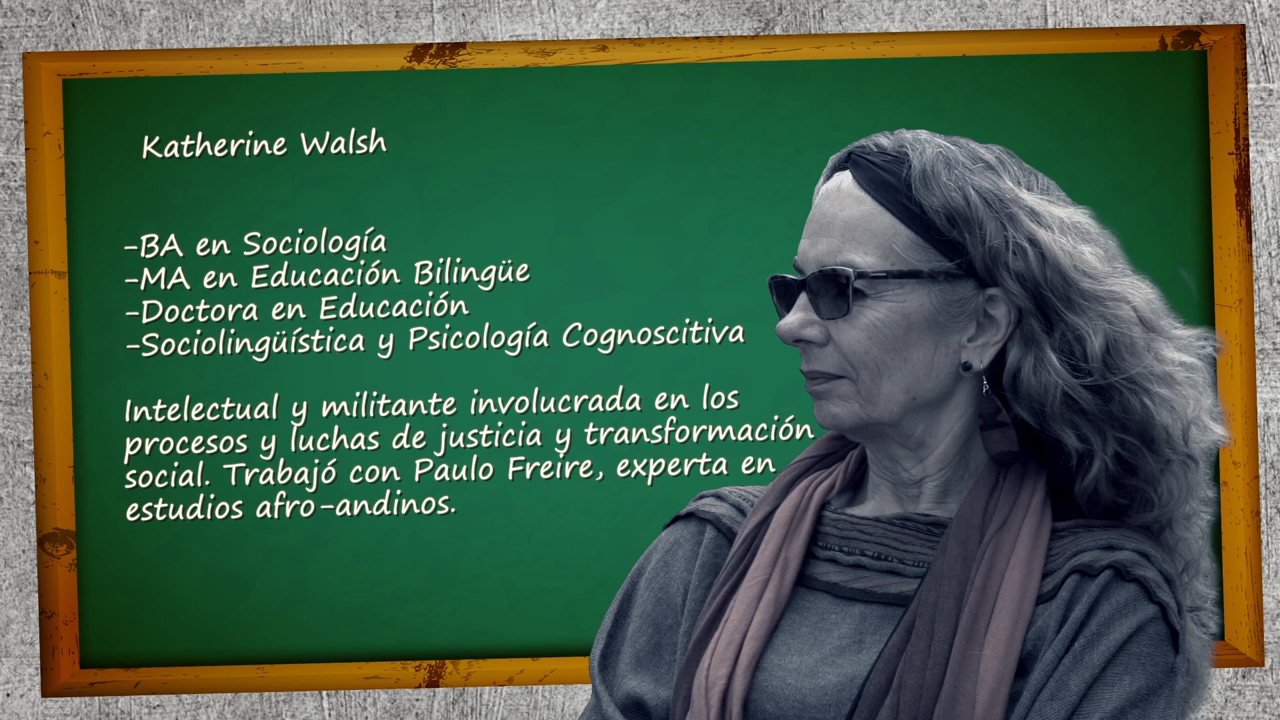 Katherine Walsh
-BA en Sociología
-MA en Educación Bilingüe
-Doctora en Educación
-Sociolingüística y Psicología Cognoscitiva
Intelectual y militante involucrada en los
procesos y luchas de justicia y transformación
social. Trabajó con Paulo Freire, experta en
estudios afro-andinos.